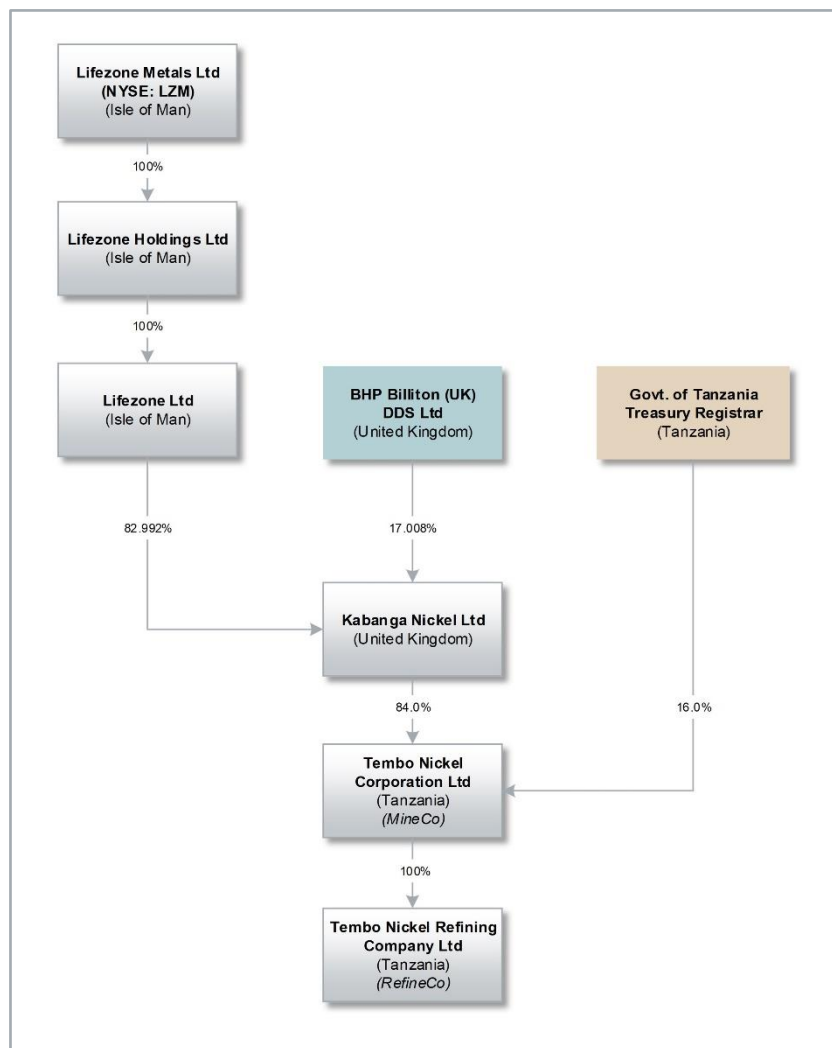 Lifezone Metals Ltd
(NYSE: LZM)
(Isle of Man)
100%
Lifezone Holdings Ltd
(Isle of Man)
100%
Lifezone Ltd
(Isle of Man)
BHP Billiton (UK)
DDS Ltd
(United Kingdom)
Govt. of Tanzania
Treasury Registrar
(Tanzania)
82.992%
17.008%
Kabanga Nickel Ltd
(United Kingdom)
84.0%
16.0%
Tembo Nickel
Corporation Ltd
(Tanzania)
(MineCo)
100%
Tembo Nickel Refining
Company Ltd
(Tanzania)
(RefineCo)